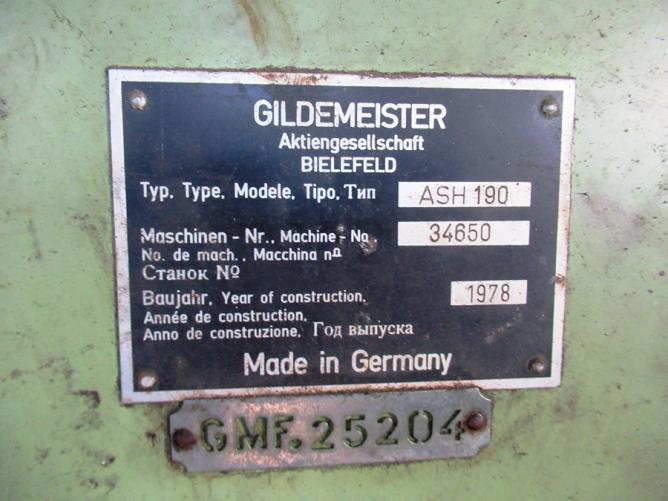 GILDEMEISTER
Aktiengesellschaft
BIELEFELD
Typ. Type. Modele. Tipo. Тип ASH 190
Maschinen - Nr., Machine - No 34650
No. de mach., Macchina nº
Станок №
Baujahr. Year of construction. 1978
Année de construction.
Anno de construzione. Год выпуска
Made in Germany
GMF.25204